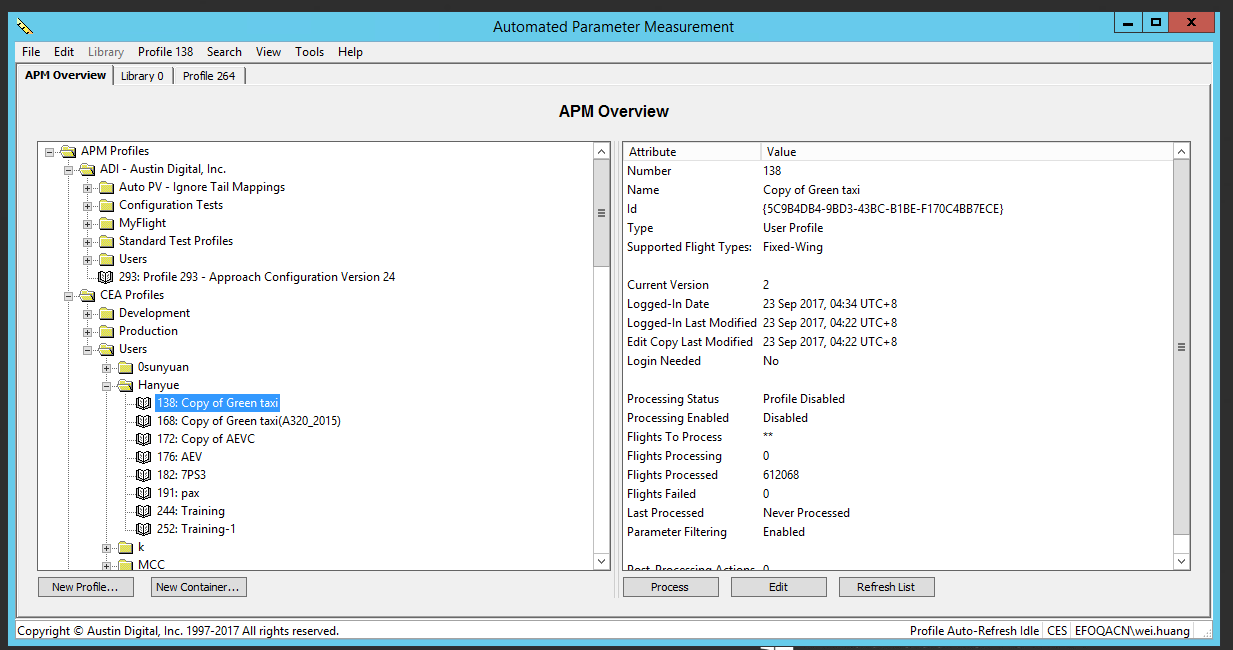 Automated Parameter Measurement
File Edit Library Profile 138 Search View Tools Help
APM Overview Library 0 Profile 264
APM Overview
APM Profiles
ADI - Austin Digital, Inc.
Auto PV - Ignore Tail Mappings
Configuration Tests
MyFlight
Standard Test Profiles
Users
293: Profile 293 - Approach Configuration Version 24
CEA Profiles
Development
Production
Users
0sunyuan
Hanyue
138: Copy of Green taxi
168: Copy of Green taxi(A320_2015)
172: Copy of AEVC
176: AEV
182: 7PS3
191: pax
244: Training
252: Training-1
k
MCC
New Profile... New Container...
Attribute Value
Number 138
Name Copy of Green taxi
Id {5C9B4DB4-9BD3-43BC-B1BE-F170C4BB7ECE}
Type User Profile
Supported Flight Types: Fixed-Wing
Current Version 2
Logged-In Date 23 Sep 2017, 04:34 UTC+8
Logged-In Last Modified 23 Sep 2017, 04:22 UTC+8
Edit Copy Last Modified 23 Sep 2017, 04:22 UTC+8
Login Needed No
Processing Status Profile Disabled
Processing Enabled Disabled
Flights To Process **
Flights Processing 0
Flights Processed 612068
Flights Failed 0
Last Processed Never Processed
Parameter Filtering Enabled
Post-Processing Actions 0
Process Edit Refresh List
Copyright © Austin Digital, Inc. 1997-2017 All rights reserved. Profile Auto-Refresh Idle CES EFOQACN\wei.huang